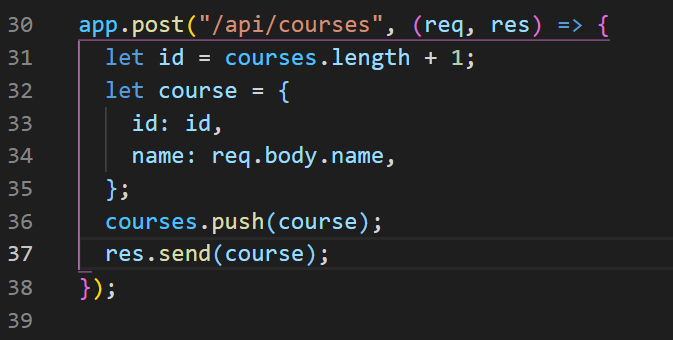 30 app.post("/api/courses", (req, res) => {
31 let id = courses.length + 1;
32 let course = {
33 id: id,
34 name: req.body.name,
35 };
36 courses.push(course);
37 res.send(course);
38 });
39